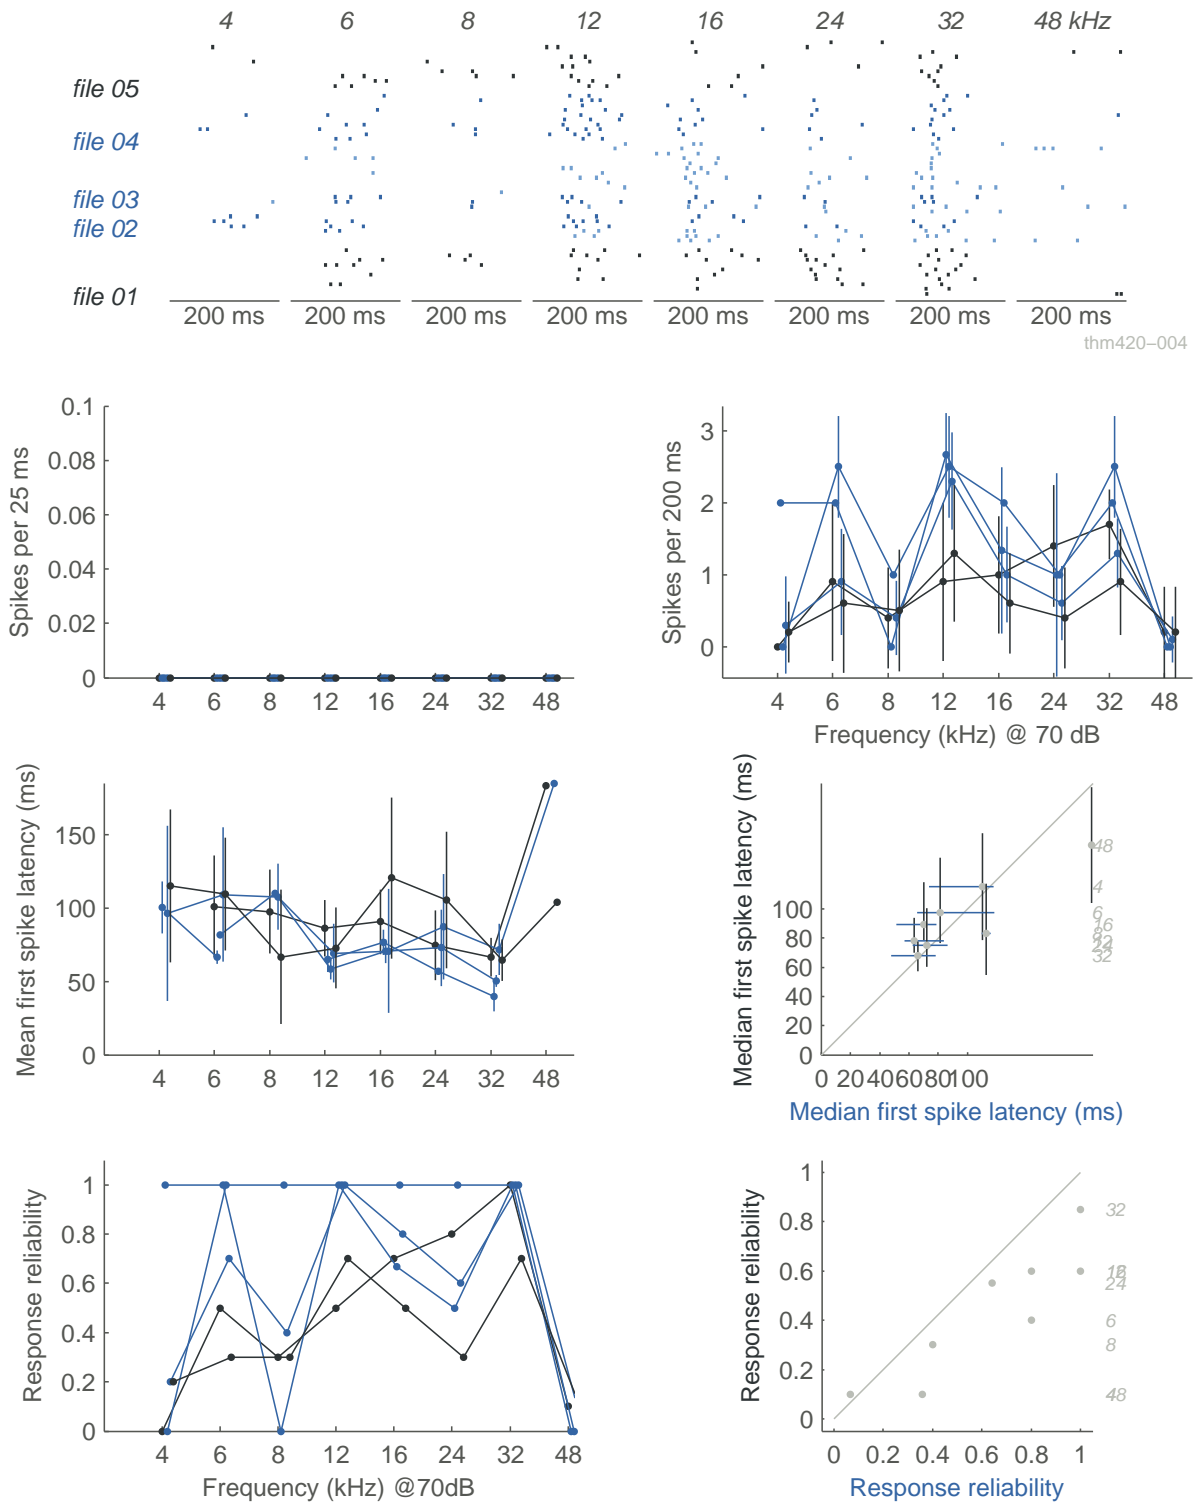 4 6 8 12 16 24 32 48 kHz
file 05
file 04
file 03
file 02
file 01
200 ms 200 ms 200 ms 200 ms 200 ms 200 ms 200 ms 200 ms
thm420–004
Spikes per 25 ms
0.1
0.08
0.06
0.04
0.02
0
4 6 8 12 16 24 32 48
Spikes per 200 ms
3
2
1
0
4 6 8 12 16 24 32 48
Frequency (kHz) @ 70 dB
Mean first spike latency (ms)
150
100
50
0
4 6 8 12 16 24 32 48
Median first spike latency (ms)
100
80
60
40
20
0
0 20 40 60 80 100
Median first spike latency (ms)
48
4
6
16
32
Response reliability
1
0.8
0.6
0.4
0.2
0
4 6 8 12 16 24 32 48
Frequency (kHz) @70dB
Response reliability
1
0.8
0.6
0.4
0.2
0
0 0.2 0.4 0.6 0.8 1
Response reliability
32
24
6
8
48